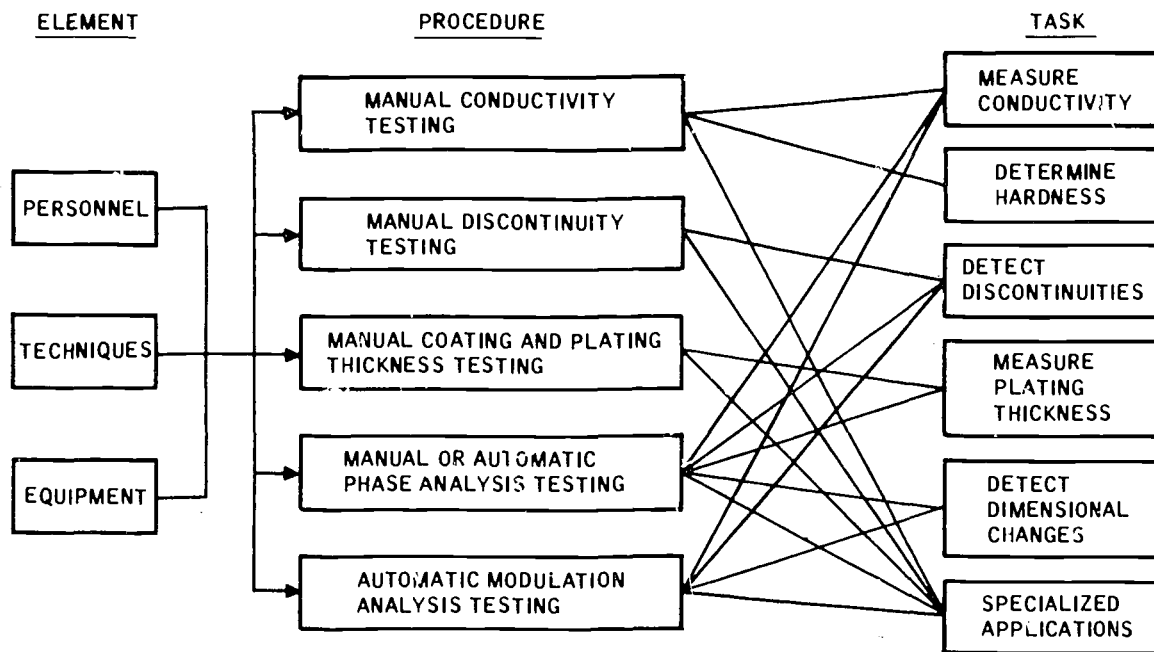 ELEMENT
PROCEDURE
TASK
PERSONNEL
TECHNIQUES
EQUIPMENT
MANUAL CONDUCTIVITY
TESTING
MANUAL DISCONTINUITY
TESTING
MANUAL COATING AND PLATING
THICKNESS TESTING
MANUAL OR AUTOMATIC
PHASE ANALYSIS TESTING
AUTOMATIC MODULATION
ANALYSIS TESTING
MEASURE
CONDUCTIVITY
DETERMINE
HARDNESS
DETECT
DISCONTINUITIES
MEASURE
PLATING
THICKNESS
DETECT
DIMENSIONAL
CHANGES
SPECIALIZED
APPLICATIONS